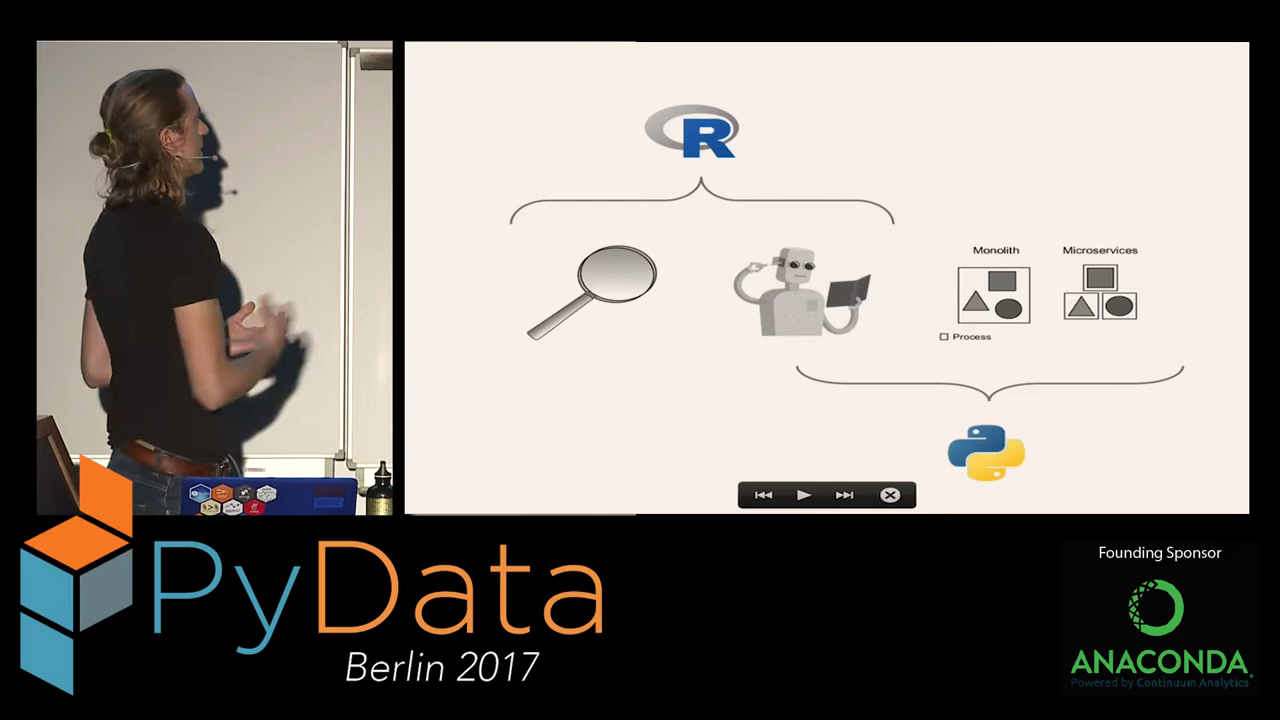 R
Monolith
Microservices
Process
PyData
Berlin 2017
Founding Sponsor
ANACONDA
Powered by Continuum Analytics